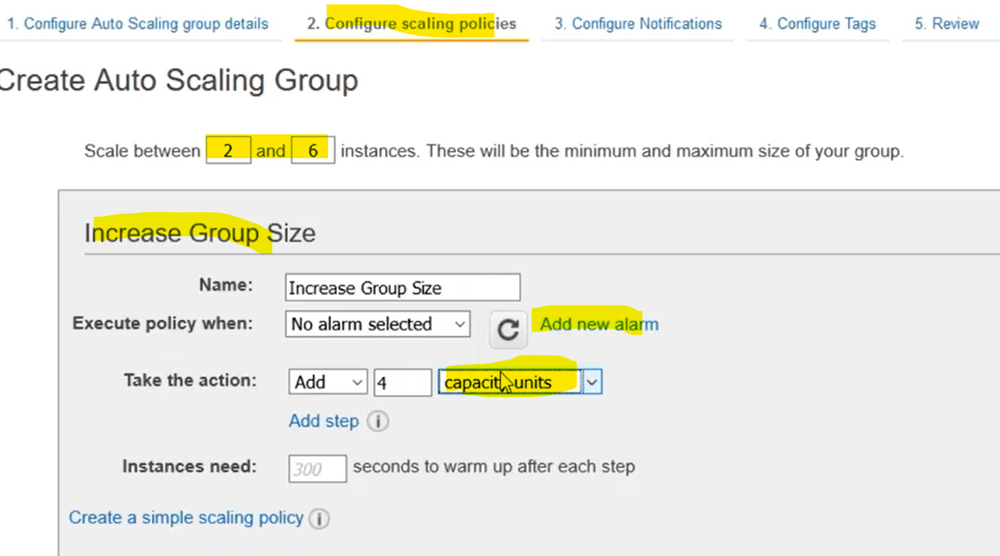 1. Configure Auto Scaling group details 2. Configure scaling policies 3. Configure Notifications 4. Configure Tags 5. Review
Create Auto Scaling Group
Scale between 2 and 6 instances. These will be the minimum and maximum size of your group.
Increase Group Size
Name: Increase Group Size
Execute policy when: No alarm selected Add new alarm
Take the action: Add 4 capacity units
Add step i
Instances need: 300 seconds to warm up after each step
Create a simple scaling policy i